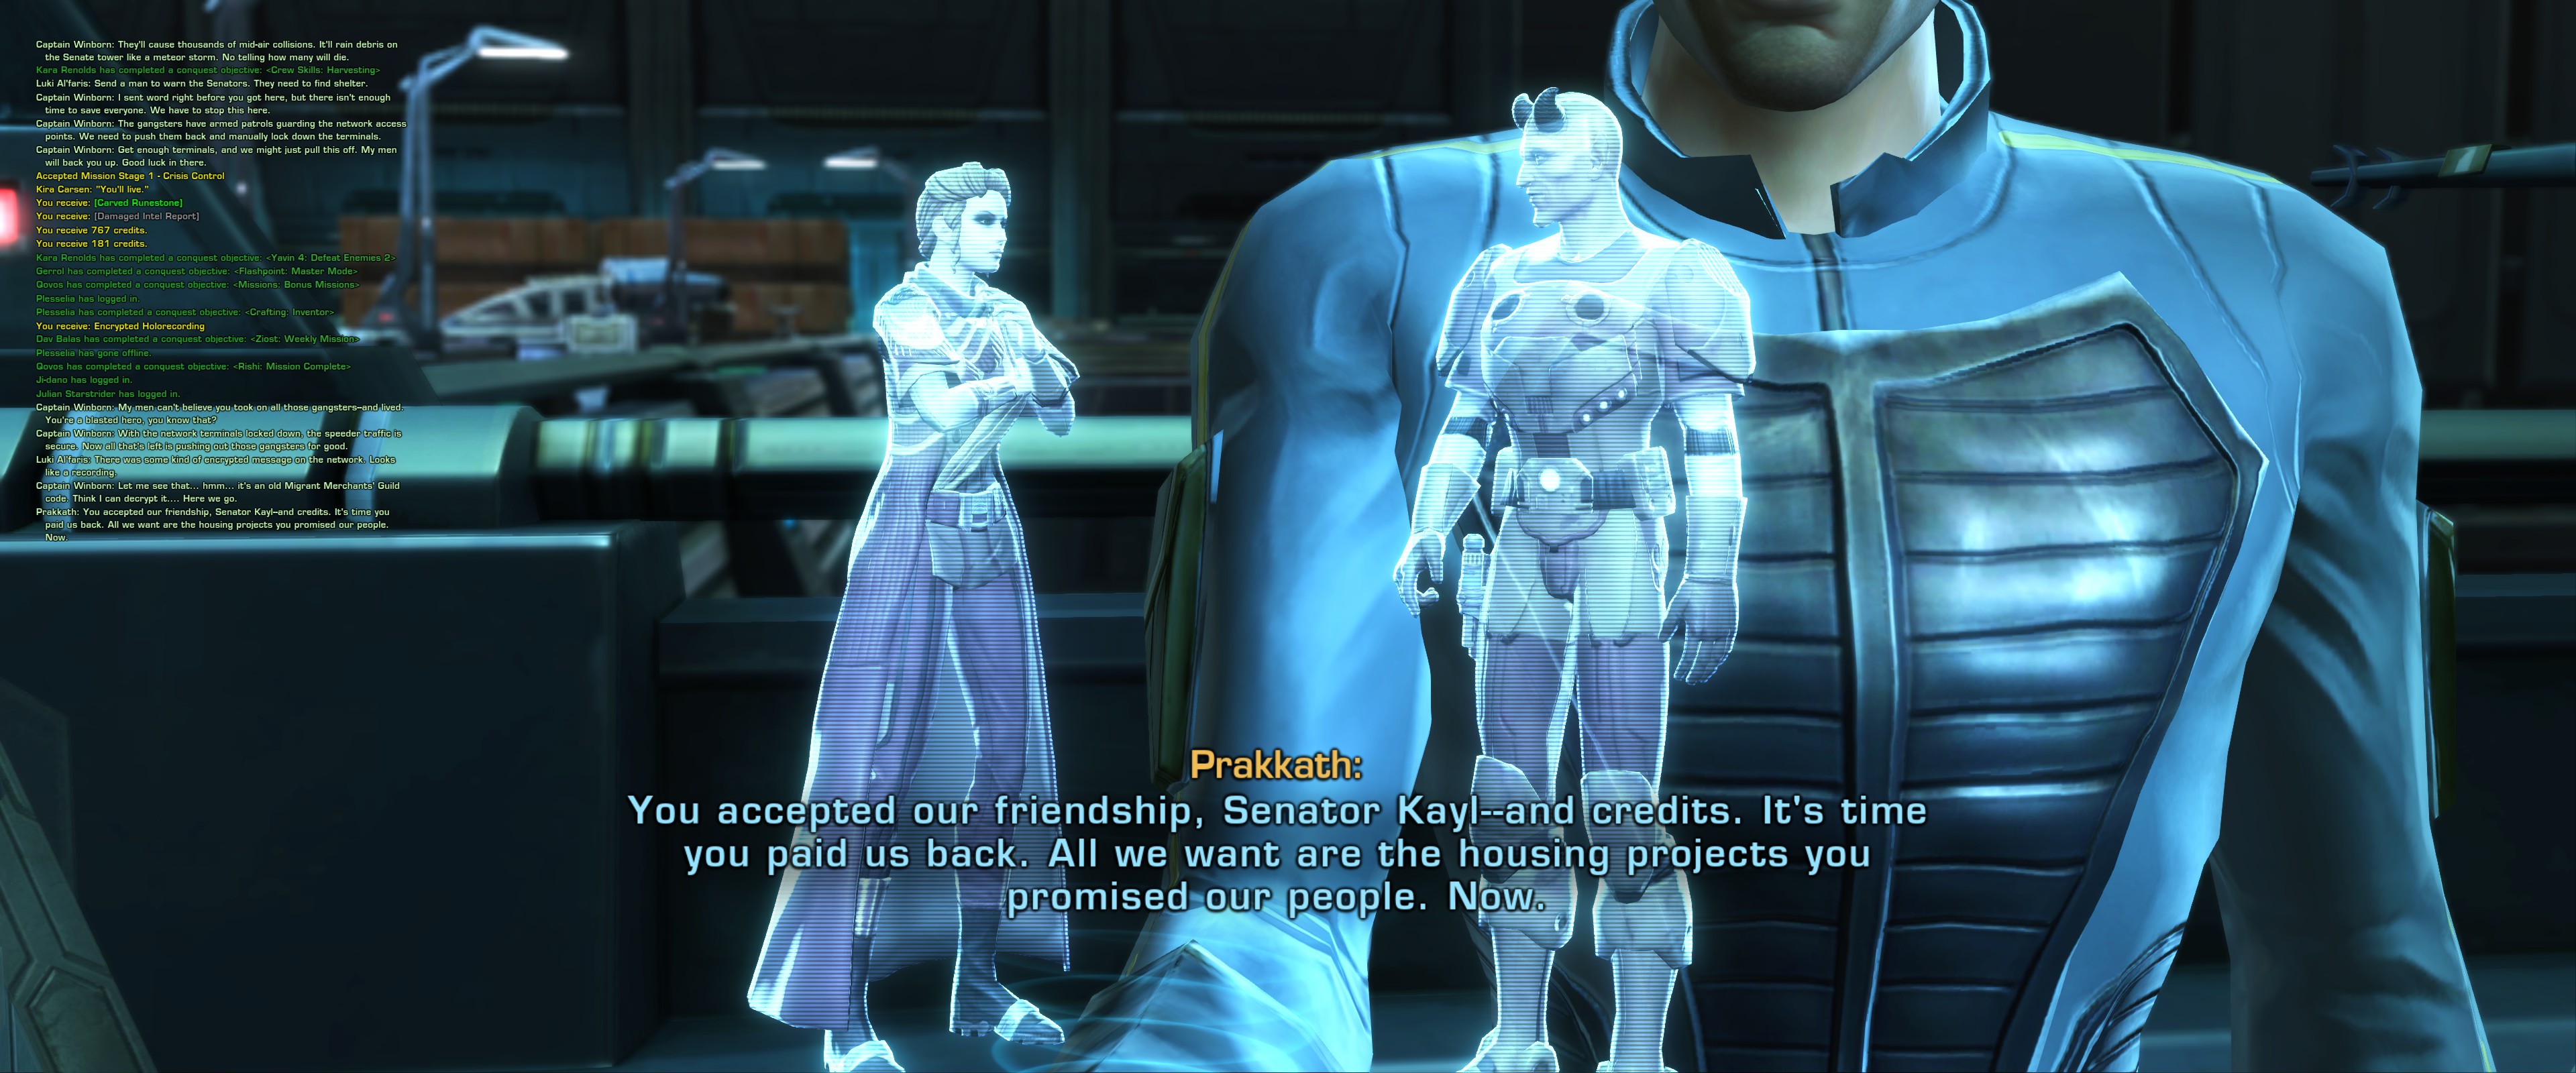 Captain Winborn: They'll cause thousands of mid-air collisions. It'll rain debris on
the Senate tower like a meteor storm. No telling how many will die.
Kara Renolds has completed a conquest objective: <Crew Skills: Harvesting>
Luki Al'faris: Send a man to warn the Senators. They need to find shelter.
Captain Winborn: I sent word right before you got here, but there isn't enough
time to save everyone. We have to stop this here.
Captain Winborn: The gangsters have armed patrols guarding the network access
points. We need to push them back and manually lock down the terminals.
Captain Winborn: Get enough terminals, and we might just pull this off. My men
will back you up. Good luck in there.
Accepted Mission Stage 1 - Crisis Control
Kira Carsen: "You'll live."
You receive: [Carved Runestone]
You receive: [Damaged Intel Report]
You receive 767 credits.
You receive 181 credits.
Kara Renolds has completed a conquest objective: <Yavin 4: Defeat Enemies 2>
Gerrol has completed a conquest objective: <Flashpoint: Master Mode>
Qovos has completed a conquest objective: <Missions: Bonus Missions>
Plesselia has logged in.
Plesselia has completed a conquest objective: <Crafting: Inventor>
You receive: Encrypted Holorecording
Dav Balas has completed a conquest objective: <Ziost: Weekly Mission>
Plesselia has gone offline.
Qovos has completed a conquest objective: <Rishi: Mission Complete>
Ji-dano has logged in.
Julian Starstrider has logged in.
Captain Winborn: My men can't believe you took on all those gangsters--and lived.
You're a blasted hero, you know that?
Captain Winborn: With the network terminals locked down, the speeder traffic is
secure. Now all that's left is pushing out those gangsters for good.
Luki Al'faris: There was some kind of encrypted message on the network. Looks
like a recording.
Captain Winborn: Let me see that... hmm... it's an old Migrant Merchants' Guild
code. Think I can decrypt it.... Here we go.
Prakkath: You accepted our friendship, Senator Kayl--and credits. It's time you
paid us back. All we want are the housing projects you promised our people.
Now.
Prakkath:
You accepted our friendship, Senator Kayl--and credits. It's time
you paid us back. All we want are the housing projects you
promised our people. Now.